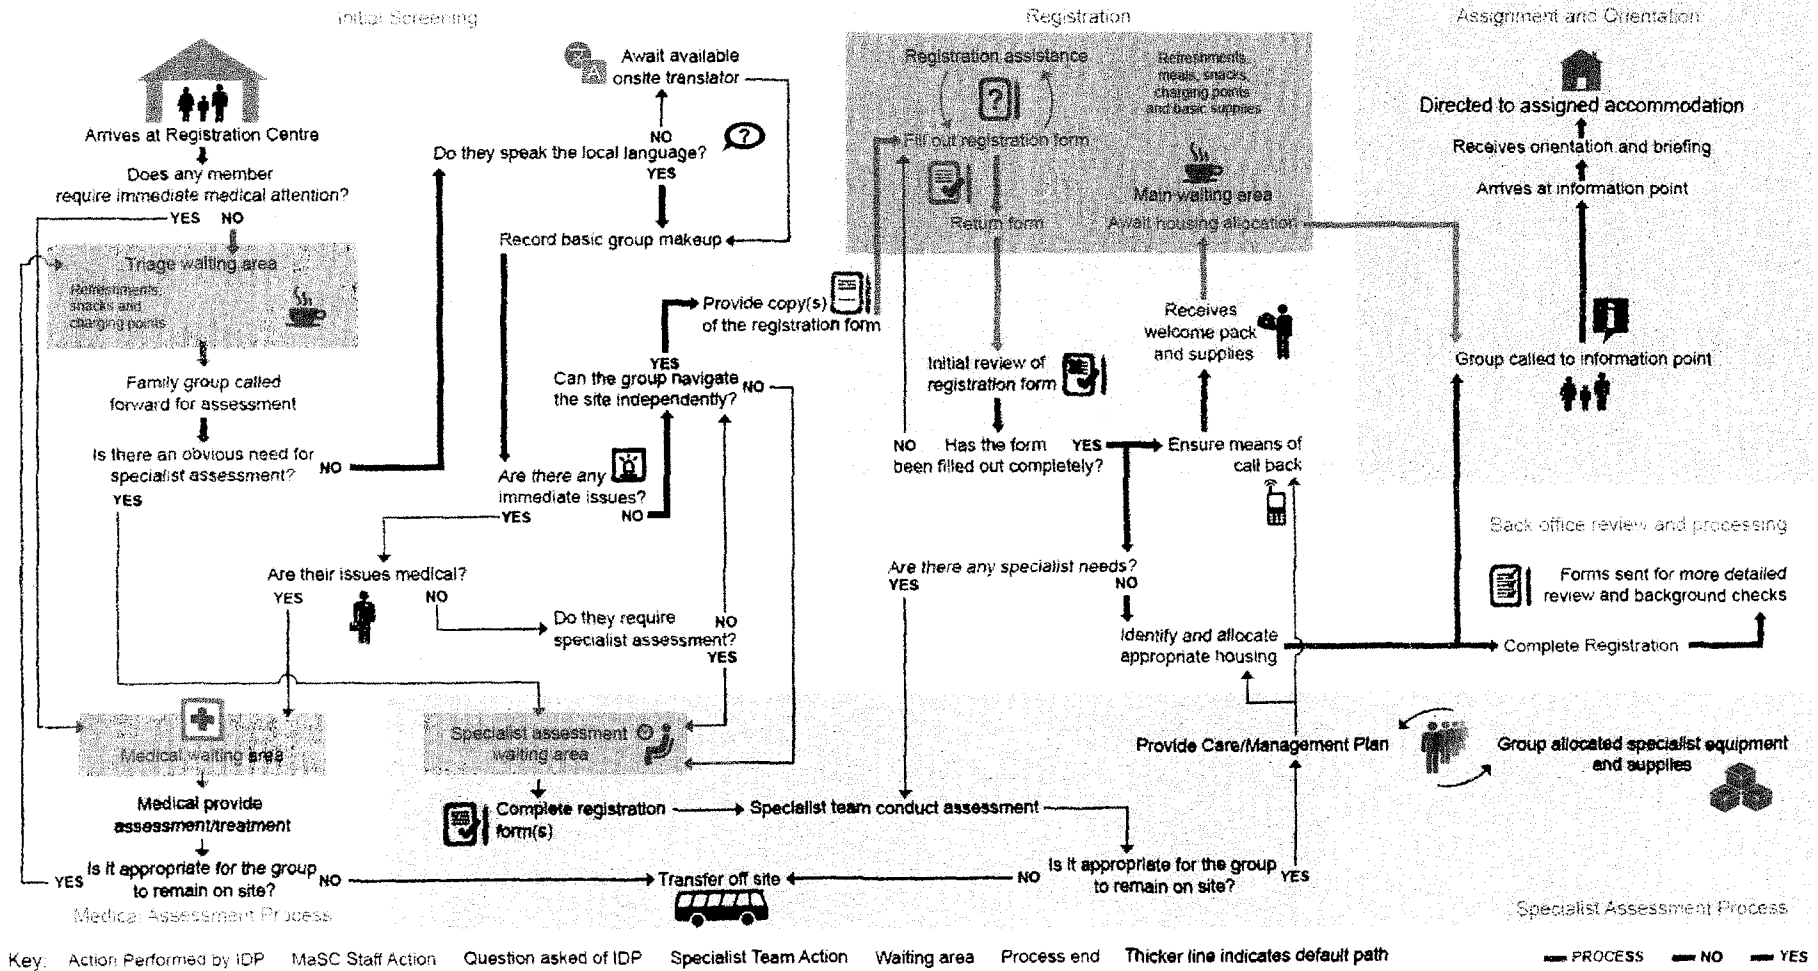 Initial Screening
Arrives at Registration Centre
Does any member
require immediate medical attention?
YES NO
Triage waiting area
Refreshments,
snacks and
charging points
Family group called
forward for assessment
Is there an obvious need for
specialist assessment?
NO
YES
Await available
onsite translator
NO
Do they speak the local language?
?
YES
Record basic group makeup
Provide copy(s)
of the registration form
YES
Can the group navigate
the site independently?
NO
Are there any
immediate issues?
YES
NO
Are their issues medical?
YES
NO
Do they require
specialist assessment?
NO
YES
Registration
Registration assistance
?
Fill out registration form
Return form
Refreshments,
meals, snacks,
charging points
and basic supplies
Main waiting area
Await housing allocation
Initial review of
registration form
Receives
welcome pack
and supplies
NO
Has the form
been filled out completely?
YES
Ensure means of
call back
Are there any specialist needs?
YES
NO
Identify and allocate
appropriate housing
Assignment and Orientation
Directed to assigned accommodation
Receives orientation and briefing
Arrives at information point
i
Group called to information point
Back office review and processing
Forms sent for more detailed
review and background checks
Complete Registration
Medical waiting area
Medical provide
assessment/treatment
Is it appropriate for the group
to remain on site?
YES
NO
Medical Assessment Process
Specialist assessment
waiting area
Complete registration
form(s)
Specialist team conduct assessment
Transfer off site
NO
Is it appropriate for the group
to remain on site?
YES
Provide Care/Management Plan
Group allocated specialist equipment
and supplies
Specialist Assessment Process
Key: Action Performed by IDP MaSC Staff Action Question asked of IDP Specialist Team Action Waiting area Process end Thicker line indicates default path PROCESS NO YES